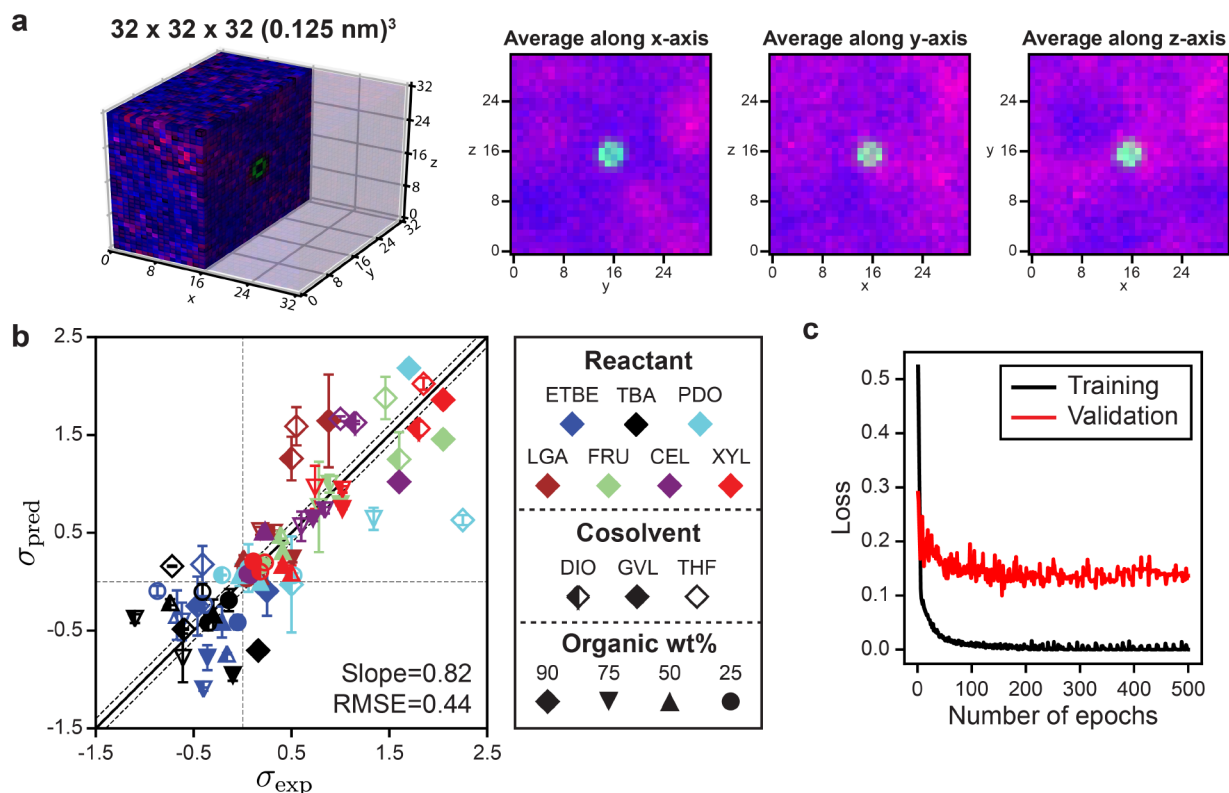 a
32 x 32 x 32 (0.125 nm)³
32
24
16
z
8
0
0
8
16
24
32
x
0
8
16
24
32
y
Average along x-axis
24
z 16
8
0
0 8 16 24
y
Average along y-axis
24
z 16
8
0
0 8 16 24
x
Average along z-axis
24
y 16
8
0
0 8 16 24
x
b
2.5
1.5
σpred
0.5
-0.5
-1.5
-1.5 -0.5 0.5 1.5 2.5
σexp
Slope=0.82
RMSE=0.44
Reactant
ETBE TBA PDO
LGA FRU CEL XYL
Cosolvent
DIO GVL THF
Organic wt%
90 75 50 25
c
Training
Validation
0.5
0.4
0.3
Loss
0.2
0.1
0.0
0 100 200 300 400 500
Number of epochs